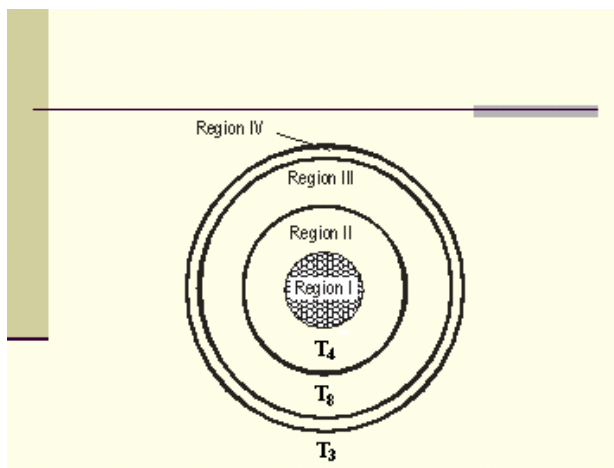 Region IV
Region III
Region II
Region I
T₄
T₈
T₃